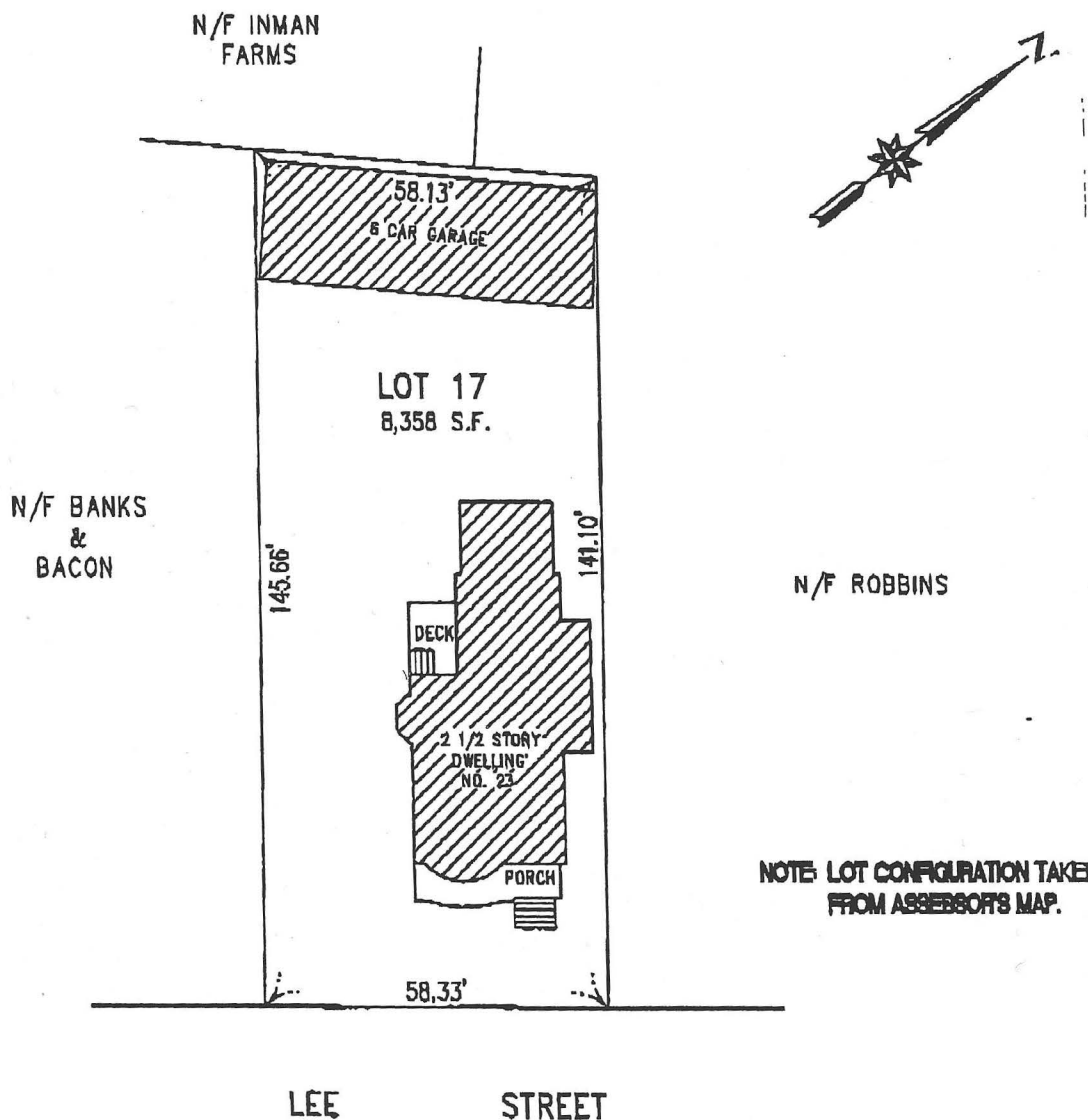 N/F INMAN
FARMS
N
58.13'
6 CAR GARAGE
LOT 17
8,358 S.F.
N/F BANKS
&
BACON
145.66'
141.10'
N/F ROBBINS
DECK
2 1/2 STORY
DWELLING
NO. 23
PORCH
NOTE: LOT CONFIGURATION TAKE
FROM ASSESSOR'S MAP.
58.33'
LEE STREET